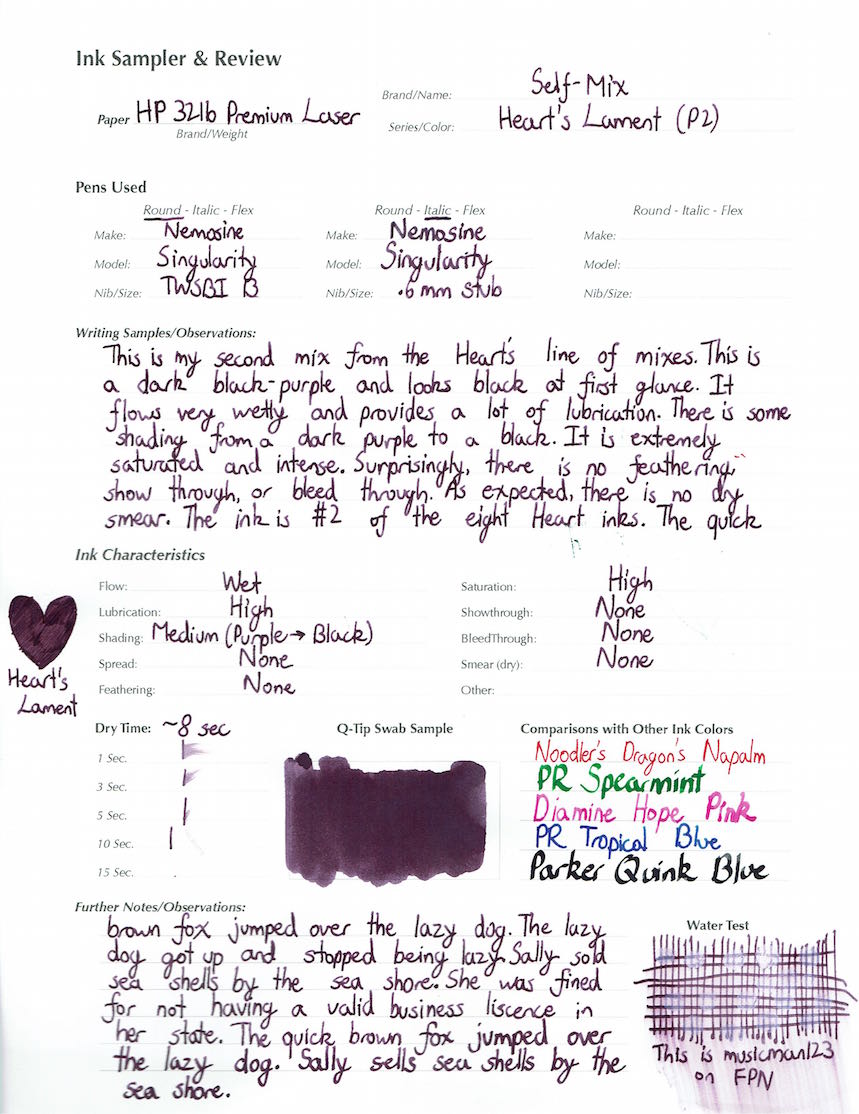 Ink Sampler & Review
Paper HP 32lb Premium Laser
Brand/Weight
Brand/Name: Self-Mix
Series/Color: Heart's Lament (P2)
Pens Used
Round - Italic - Flex
Make: Nemosine
Model: Singularity
Nib/Size: TWSBI B
Round - Italic - Flex
Make: Nemosine
Model: Singularity
Nib/Size: .6 mm Stub
Round - Italic - Flex
Make:
Model:
Nib/Size:
Writing Samples/Observations:
This is my second mix from the Heart's line of mixes. This is
a dark black-purple and looks black at first glance. It
flows very wetly and provides a lot of lubrication. There is some
shading from a dark purple to a black. It is extremely
saturated and intense. Surprisingly, there is no feathering,
show through, or bleed through. As expected, there is no dry
smear. The ink is #2 of the eight Heart inks. The quick
Ink Characteristics
Flow: Wet
Lubrication: High
Shading: Medium (Purple → Black)
Spread: None
Feathering: None
Saturation: High
Showthrough: None
BleedThrough: None
Smear (dry): None
Other:
Heart's
Lament
Dry Time: ~8 sec
1 Sec.
3 Sec.
5 Sec.
10 Sec.
15 Sec.
Q-Tip Swab Sample
Comparisons with Other Ink Colors
Noodler's Dragon's Napalm
PR Spearmint
Diamine Hope Pink
PR Tropical Blue
Parker Quink Blue
Further Notes/Observations:
brown fox jumped over the lazy dog. The lazy
dog got up and stopped being lazy. Sally sold
sea shells by the sea shore. She was fined
for not having a valid business liscence in
her state. The quick brown fox jumped over
the lazy dog. Sally sells sea shells by the
sea shore.
Water Test
This is musicman123
on FPN